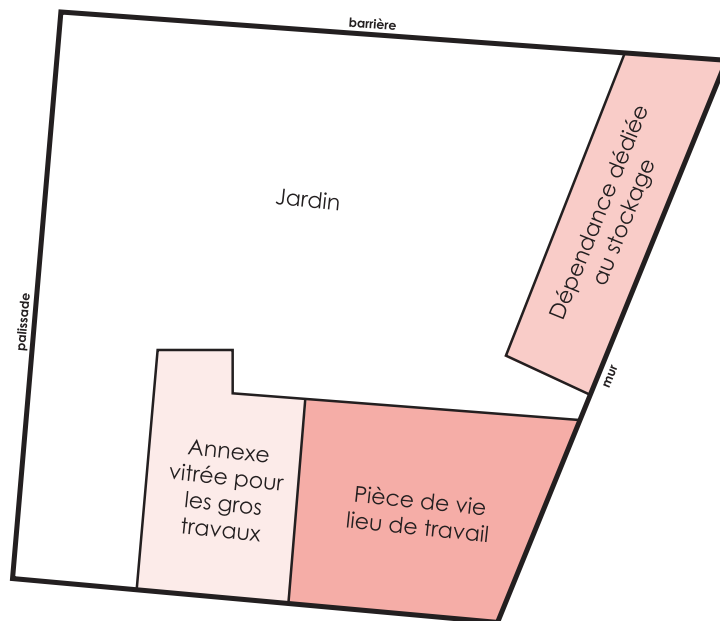 barrière
Jardin
Dépendance dédiée
au stockage
palissade
mur
Annexe
vitrée pour
les gros
travaux
Pièce de vie
lieu de travail